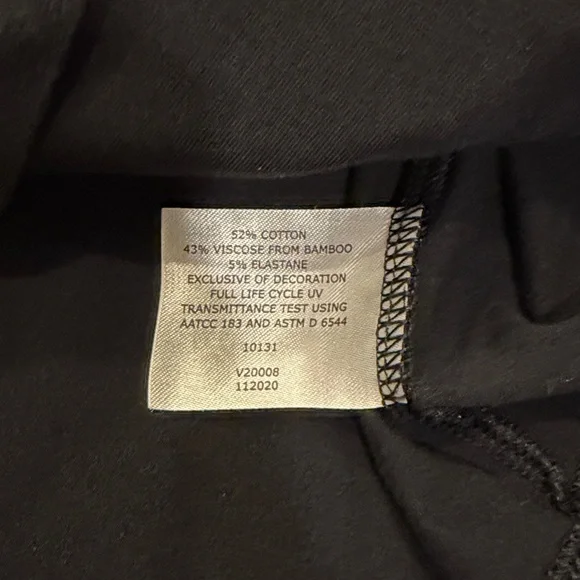 52% COTTON
43% VISCOSE FROM BAMBOO
5% ELASTANE
EXCLUSIVE OF DECORATION
FULL LIFE CYCLE UV
TRANSMITTANCE TEST USING
AATCC 183 AND ASTM D 6544
10131
V20008
112020